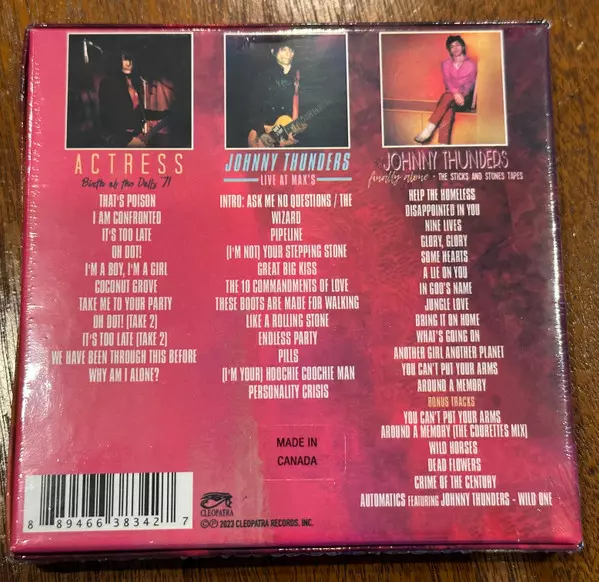 ACTRESS
Birth of the Dolls '71
THAT'S POISON
I AM CONFRONTED
IT'S TOO LATE
OH DOT!
I'M A BOY, I'M A GIRL
COCONUT GROVE
TAKE ME TO YOUR PARTY
OH DOT! (TAKE 2)
IT'S TOO LATE (TAKE 2)
WE HAVE BEEN THROUGH THIS BEFORE
WHY AM I ALONE?
JOHNNY THUNDERS
LIVE AT MAX'S
INTRO: ASK ME NO QUESTIONS / THE
WIZARD
PIPELINE
(I'M NOT) YOUR STEPPING STONE
GREAT BIG KISS
THE 10 COMMANDMENTS OF LOVE
THESE BOOTS ARE MADE FOR WALKING
LIKE A ROLLING STONE
ENDLESS PARTY
PILLS
(I'M YOUR) HOOCHIE COOCHIE MAN
PERSONALITY CRISIS
JOHNNY THUNDERS
finally alone - THE STICKS AND STONES TAPES
HELP THE HOMELESS
DISAPPOINTED IN YOU
NINE LIVES
GLORY, GLORY
SOME HEARTS
A LIE ON YOU
IN GOD'S NAME
JUNGLE LOVE
BRING IT ON HOME
WHAT'S GOING ON
ANOTHER GIRL ANOTHER PLANET
YOU CAN'T PUT YOUR ARMS
AROUND A MEMORY
BONUS TRACKS
YOU CAN'T PUT YOUR ARMS
AROUND A MEMORY (THE COURETTES MIX)
WILD HORSES
DEAD FLOWERS
CRIME OF THE CENTURY
AUTOMATICS FEATURING JOHNNY THUNDERS - WILD ONE
MADE IN
CANADA
8 89466 38342 7
CLEOPATRA
©℗ 2023 CLEOPATRA RECORDS, INC.